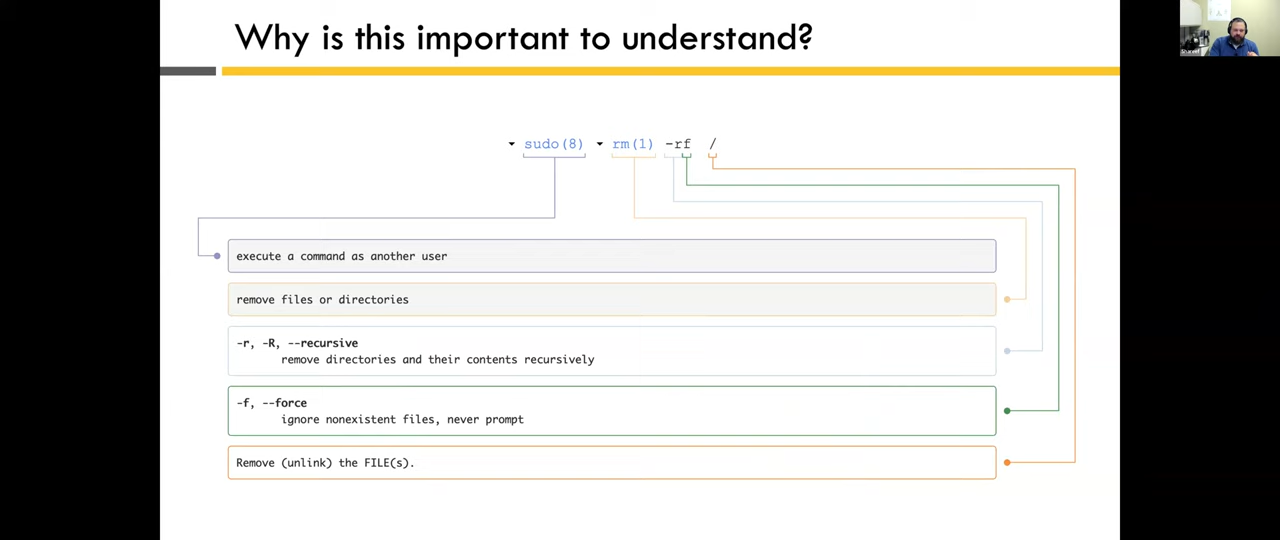 Why is this important to understand?
sudo(8) rm(1) -rf /
execute a command as another user
remove files or directories
-r, -R, --recursive
remove directories and their contents recursively
-f, --force
ignore nonexistent files, never prompt
Remove (unlink) the FILE(s).